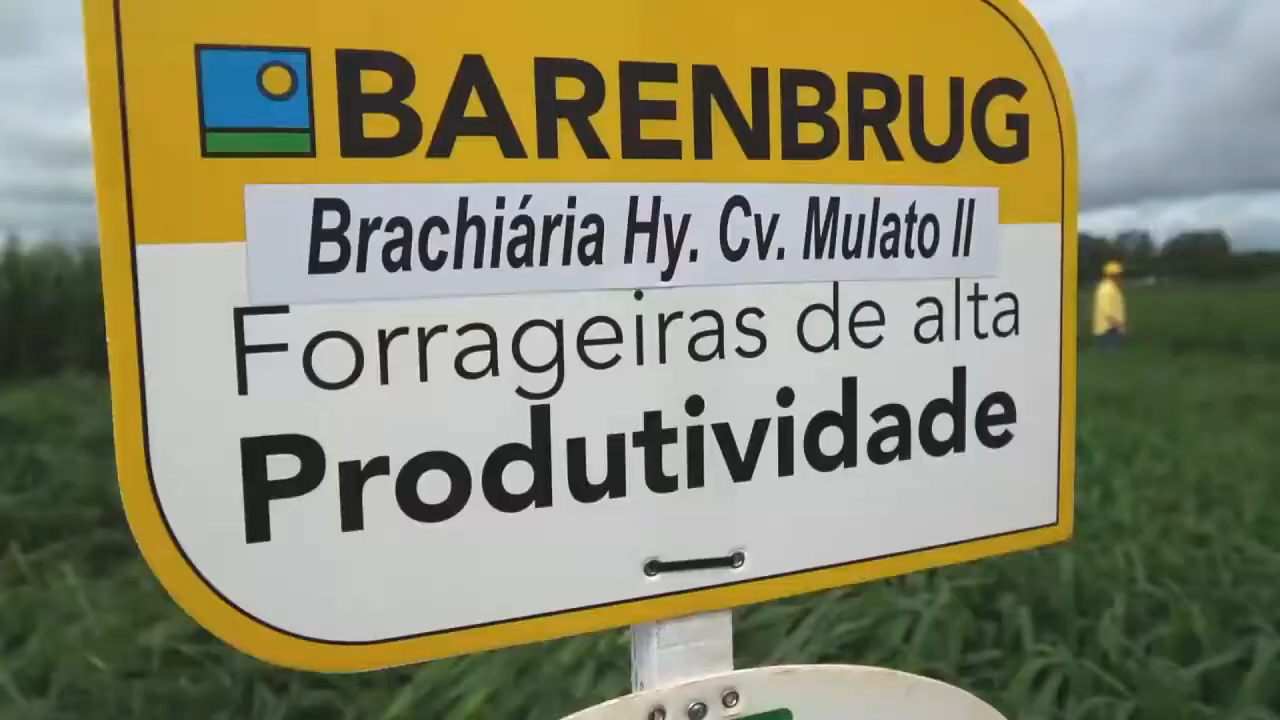 BARENBRUG
Brachiária Hy. Cv. Mulato II
Forrageiras de alta
Produtividade